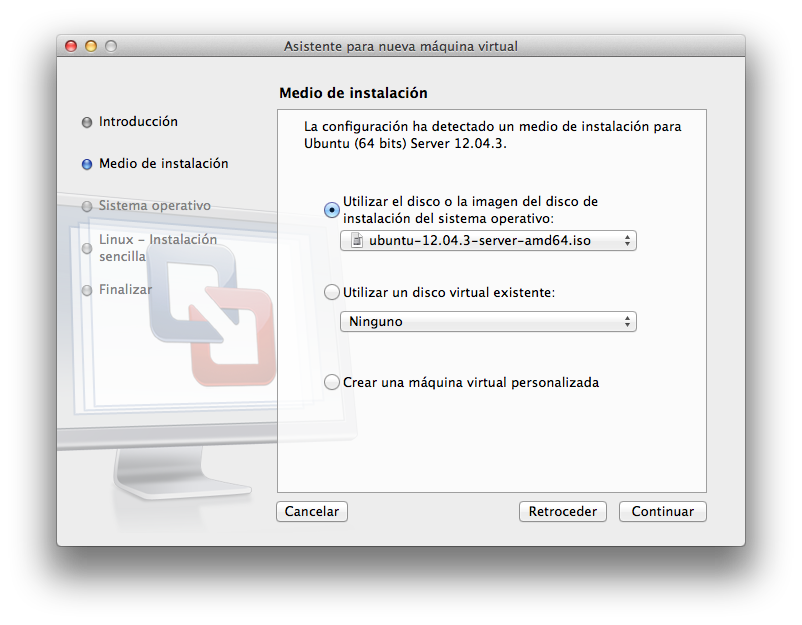 Asistente para nueva máquina virtual
Medio de instalación
Introducción
Medio de instalación
Sistema operativo
Linux - Instalación
sencilla
Finalizar
La configuración ha detectado un medio de instalación para
Ubuntu (64 bits) Server 12.04.3.
Utilizar el disco o la imagen del disco de
instalación del sistema operativo:
ubuntu-12.04.3-server-amd64.iso
Utilizar un disco virtual existente:
Ninguno
Crear una máquina virtual personalizada
Cancelar
Retroceder
Continuar